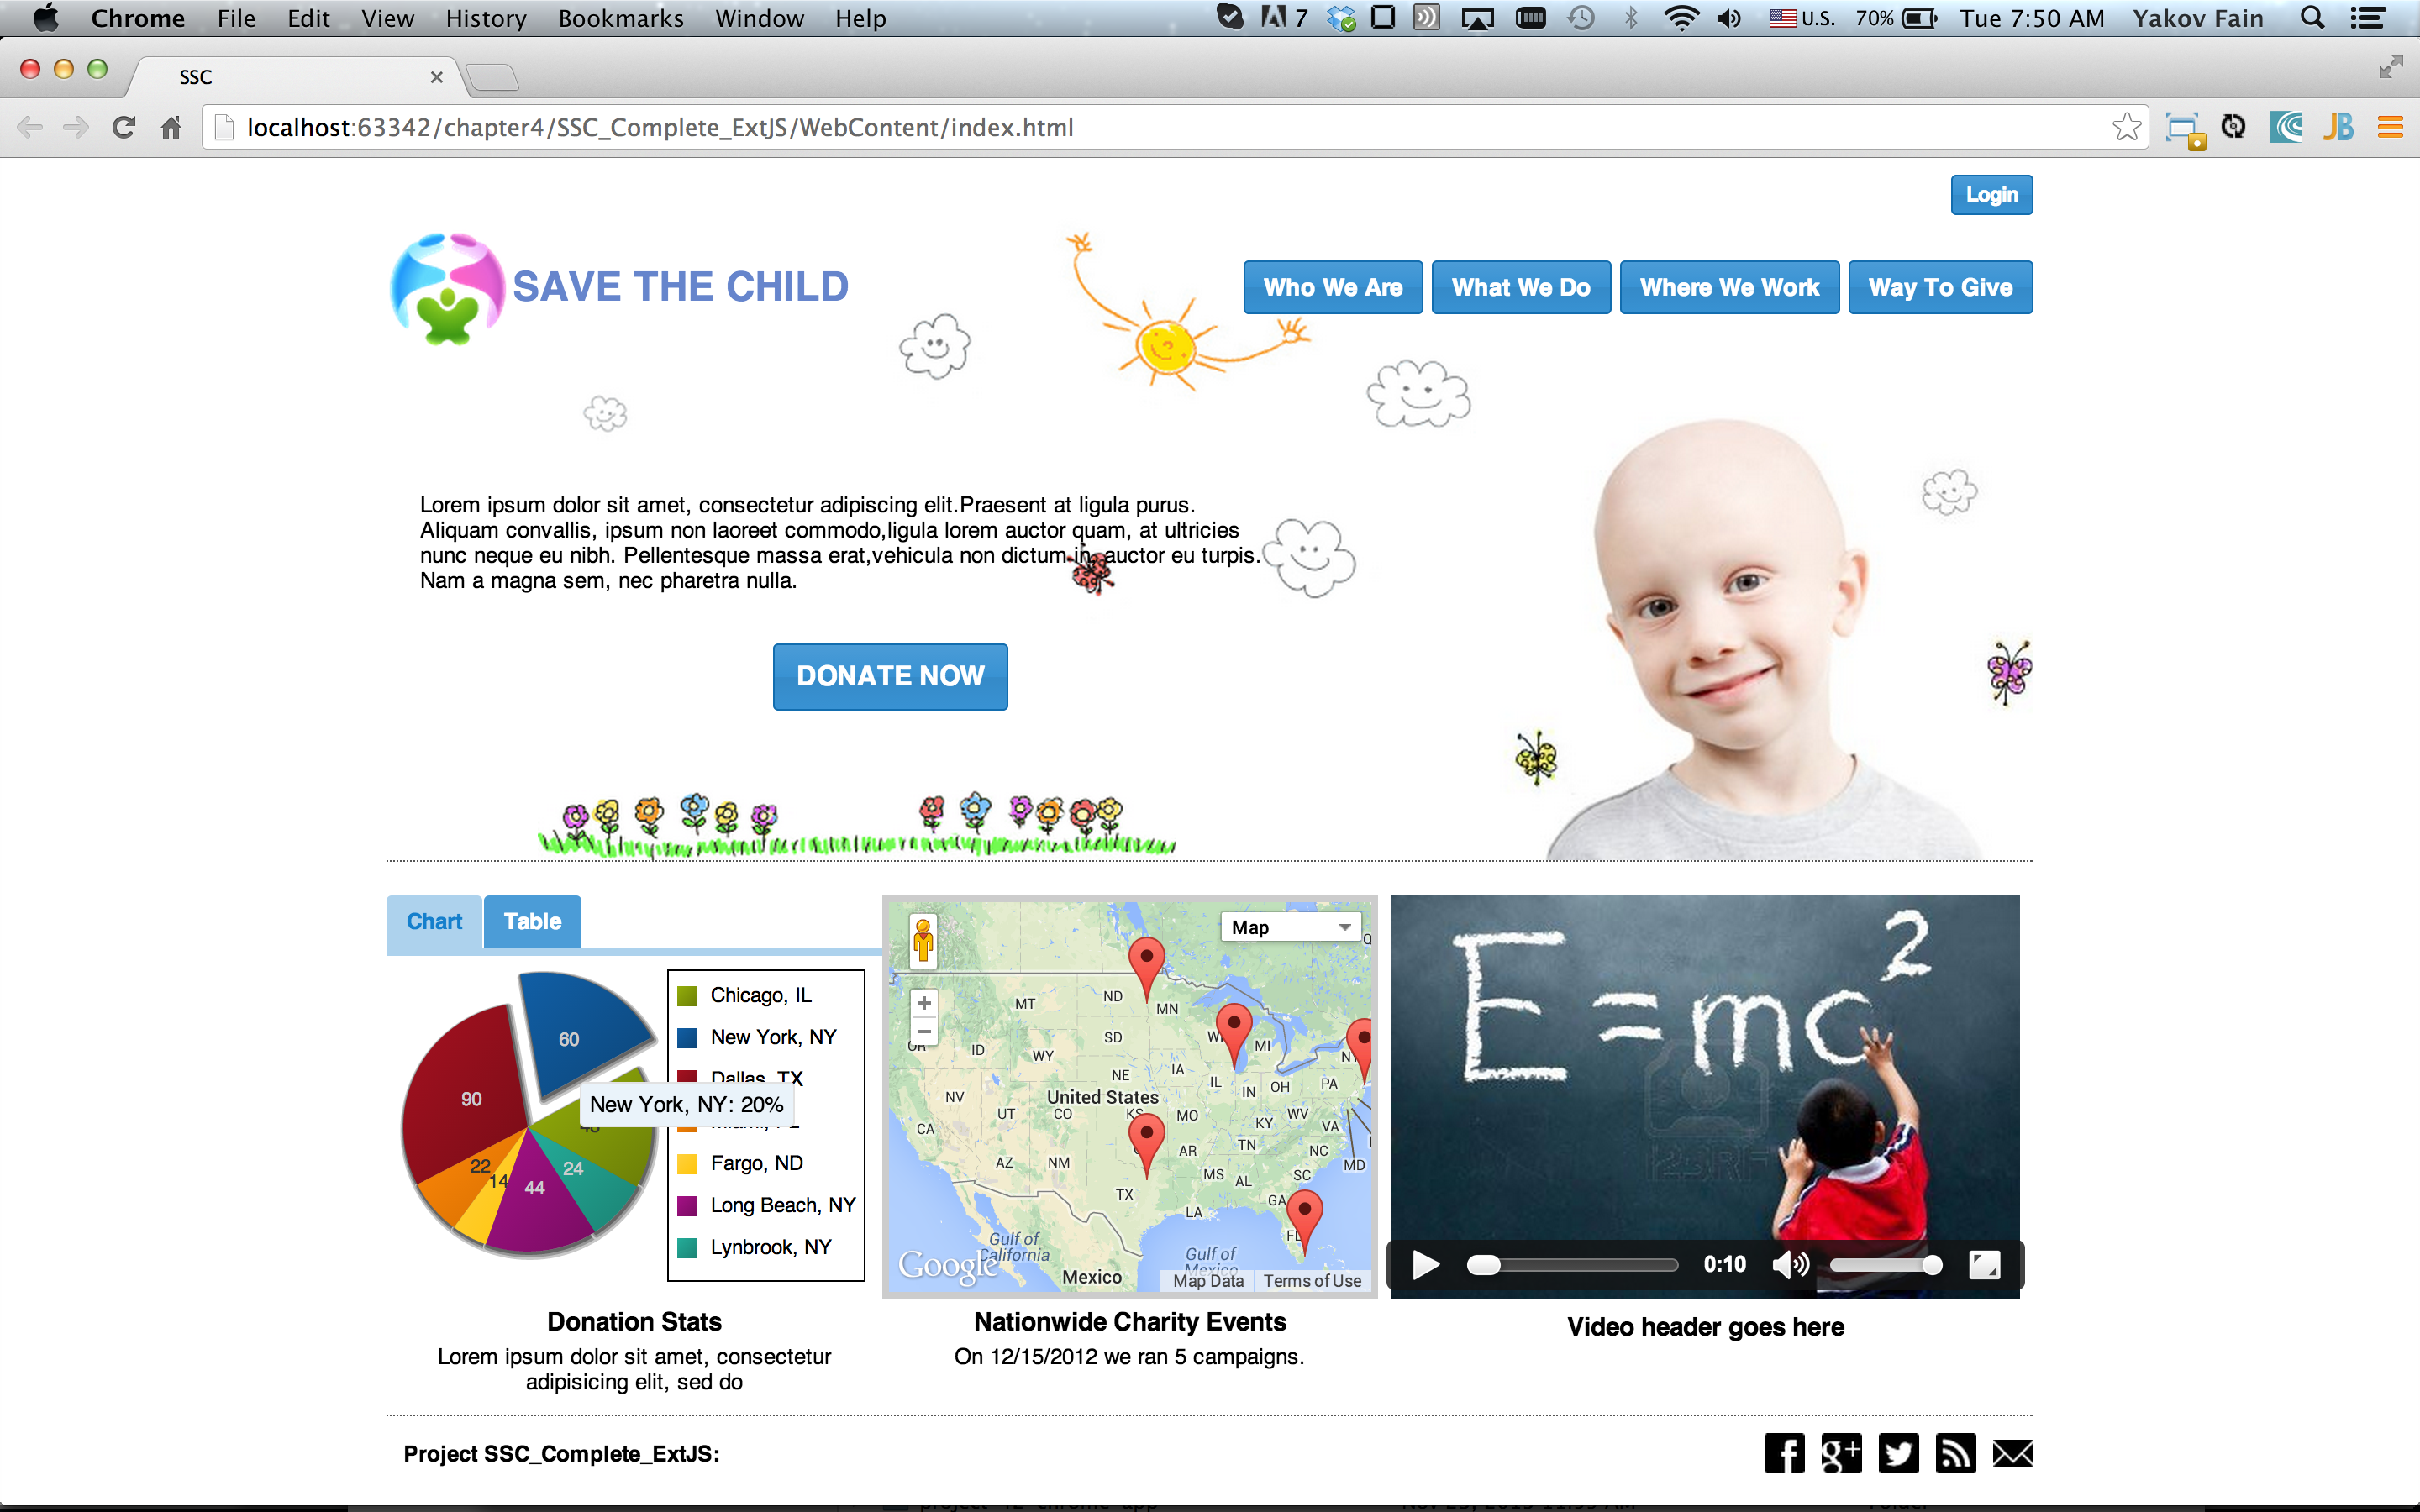 Chrome File Edit View History Bookmarks Window Help 7 U.S. 70% Tue 7:50 AM Yakov Fain
SSC
localhost:63342/chapter4/SSC_Complete_ExtJS/WebContent/index.html JB
Login
SAVE THE CHILD
Who We Are What We Do Where We Work Way To Give
Lorem ipsum dolor sit amet, consectetur adipiscing elit.Praesent at ligula purus.
Aliquam convallis, ipsum non laoreet commodo,ligula lorem auctor quam, at ultricies
nunc neque eu nibh. Pellentesque massa erat,vehicula non dictum in, auctor eu turpis.
Nam a magna sem, nec pharetra nulla.
DONATE NOW
Chart Table
60
90
22
14
44
24
Chicago, IL
New York, NY
Dallas, TX
New York, NY: 20%
Miami, FL
Fargo, ND
Long Beach, NY
Lynbrook, NY
Map
MT ND MN
OR ID WY SD MI
NE IA IL IN OH PA NY
NV UT CO KS MO KY WV VA
United States
CA AZ NM AR TN NC MD
TX MS AL SC
LA GA FL
Gulf of
California
Gulf of
Mexico
Mexico
Google
Map Data Terms of Use
E=mc2
123RF
0:10
Donation Stats
Lorem ipsum dolor sit amet, consectetur
adipisicing elit, sed do
Nationwide Charity Events
On 12/15/2012 we ran 5 campaigns.
Video header goes here
Project SSC_Complete_ExtJS:
f g+